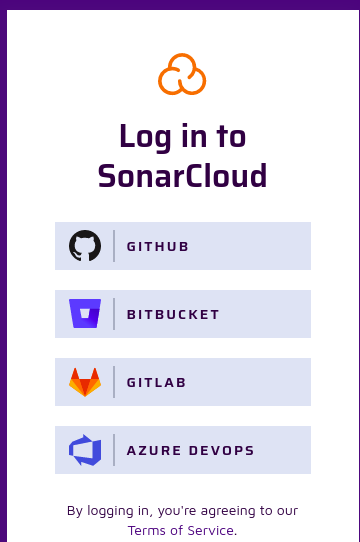 Log in to
SonarCloud
GITHUB
BITBUCKET
GITLAB
AZURE DEVOPS
By logging in, you're agreeing to our
Terms of Service.